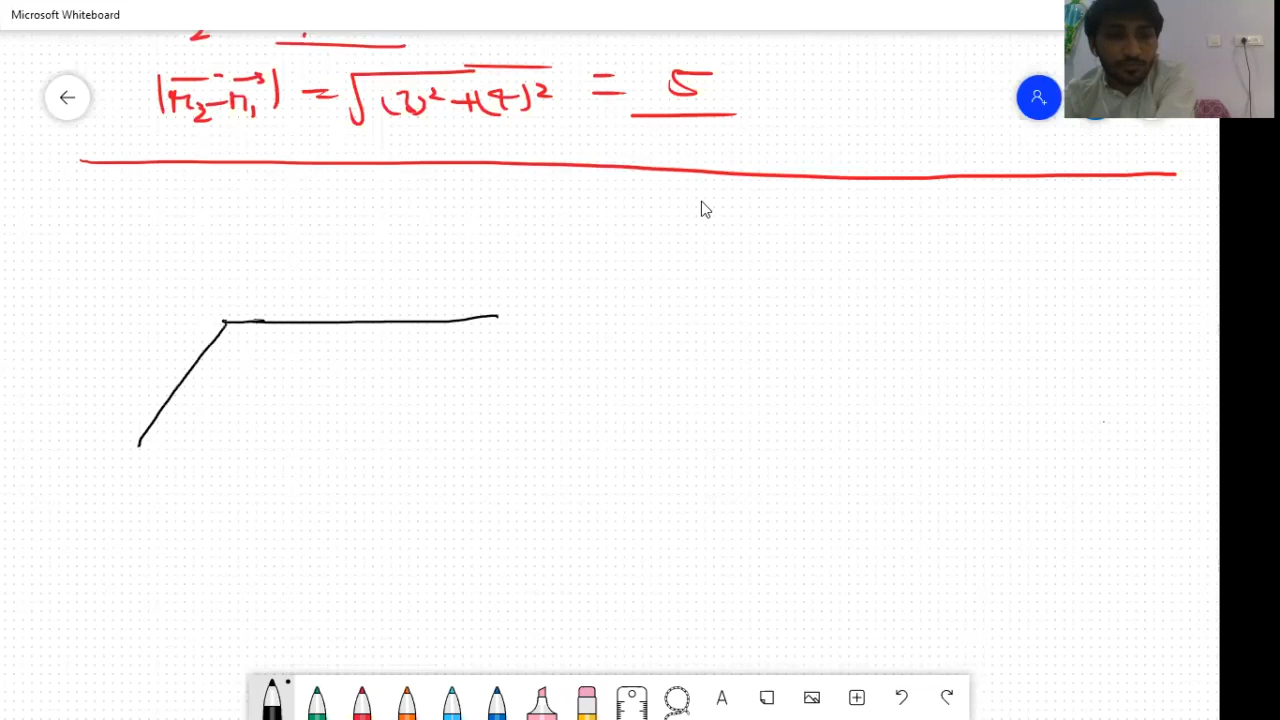 Microsoft Whiteboard
|r₂-r₁| = √(3)²+(4)² = 5
A